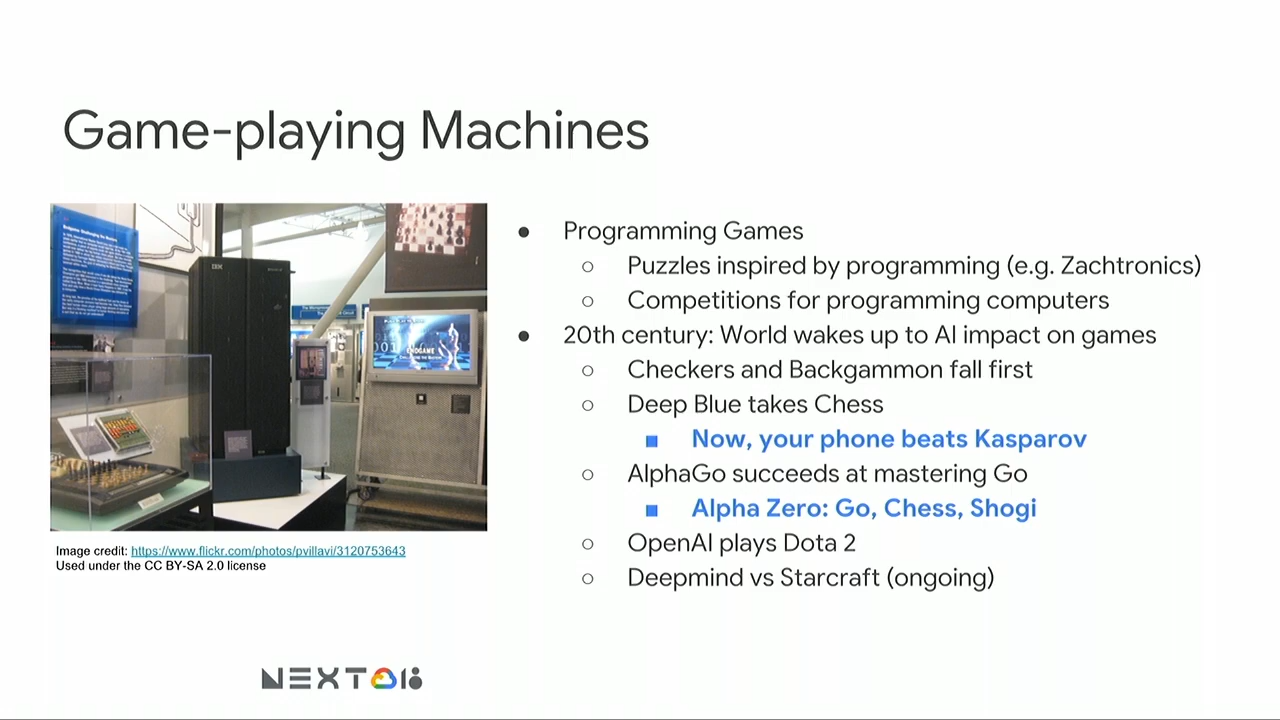 Game-playing Machines
IBM
ENDGAME
● Programming Games
○ Puzzles inspired by programming (e.g. Zachtronics)
○ Competitions for programming computers
● 20th century: World wakes up to AI impact on games
○ Checkers and Backgammon fall first
○ Deep Blue takes Chess
■ Now, your phone beats Kasparov
○ AlphaGo succeeds at mastering Go
■ Alpha Zero: Go, Chess, Shogi
○ OpenAI plays Dota 2
○ Deepmind vs Starcraft (ongoing)
Image credit: https://www.flickr.com/photos/pvillavi/3120753643
Used under the CC BY-SA 2.0 license
NEXT 18